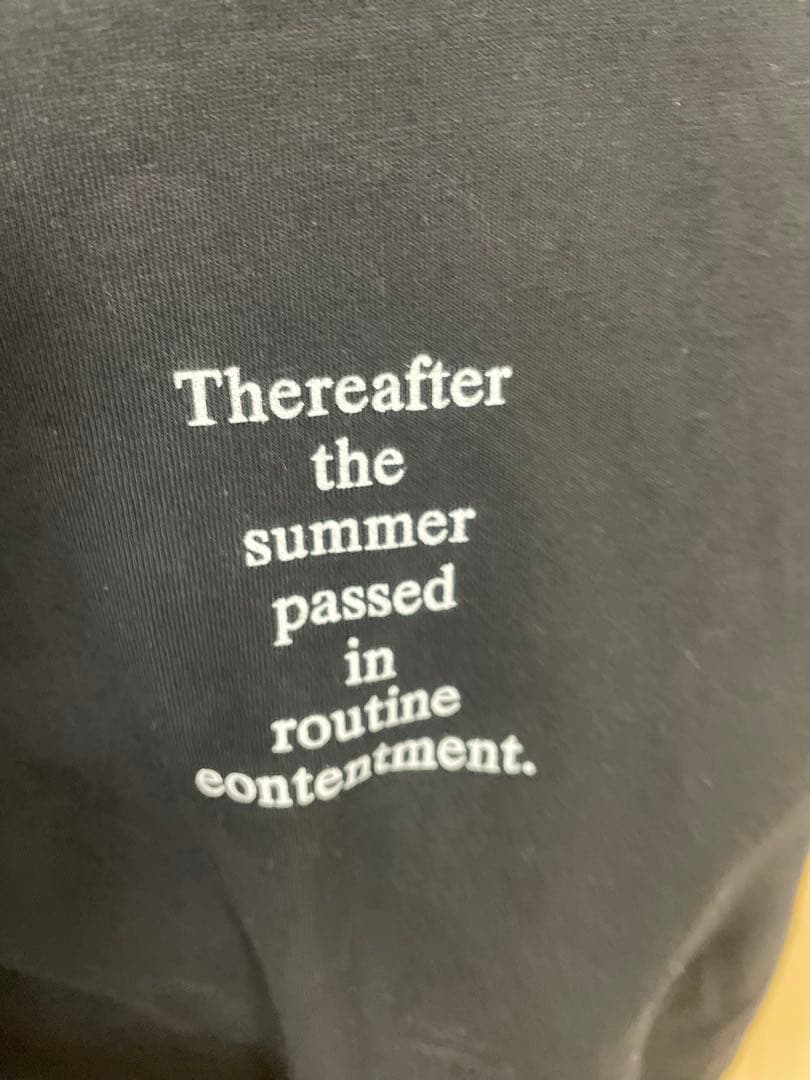 Thereafter
the
summer
passed
in
routine
contentment.